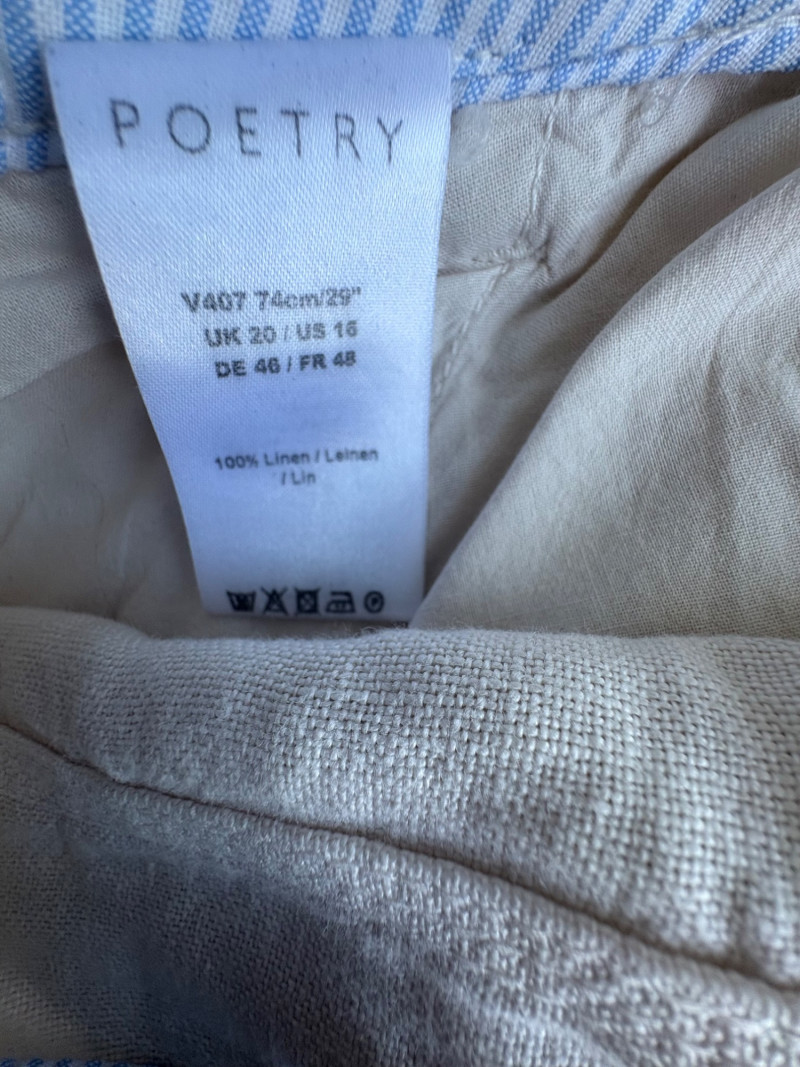 POETRY
V407 74cm/29"
UK 20 / US 16
DE 46 / FR 48
100% Linen / Leinen
/ Lin